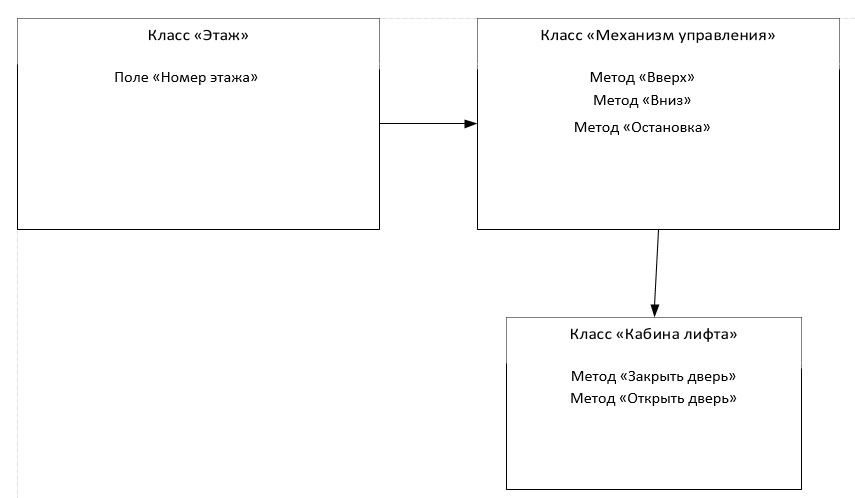 Класс «Этаж»
Поле «Номер этажа»
Класс «Механизм управления»
Метод «Вверх»
Метод «Вниз»
Метод «Остановка»
Класс «Кабина лифта»
Метод «Закрыть дверь»
Метод «Открыть дверь»